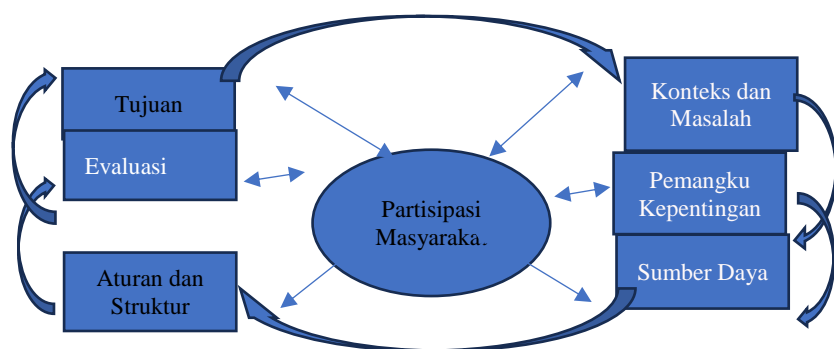 Tujuan
Evaluasi
Aturan dan
Struktur
Partisipasi
Masyaraka
Konteks dan
Masalah
Pemangku
Kepentingan
Sumber Daya